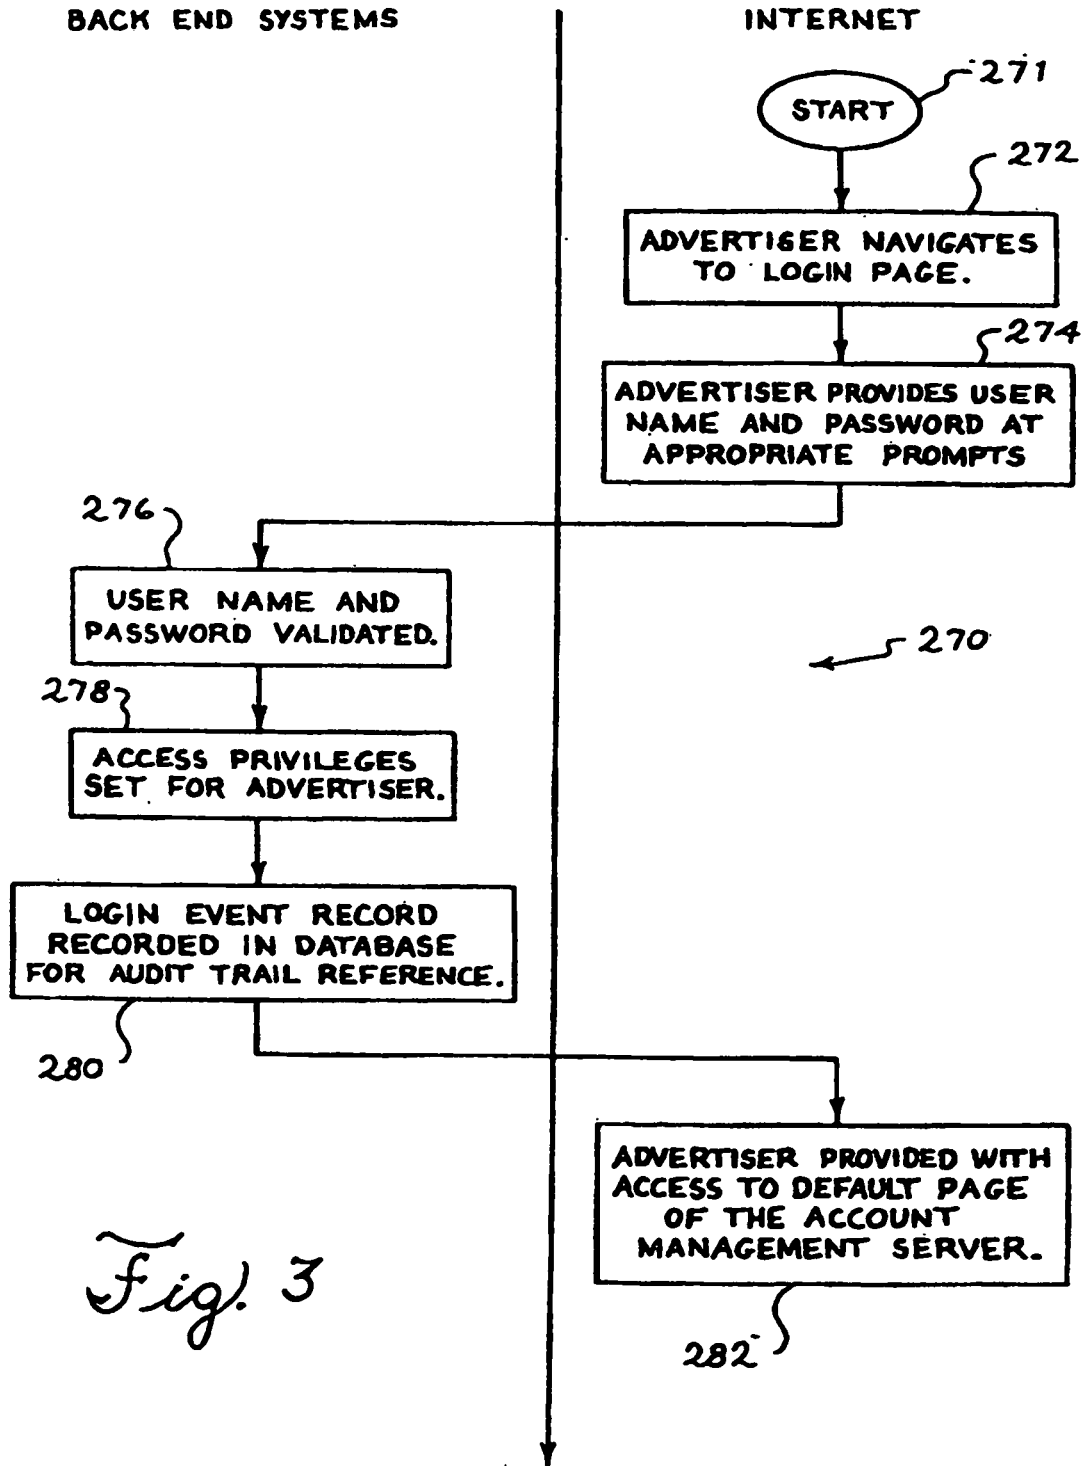 BACK END SYSTEMS
INTERNET
271
START
272
ADVERTISER NAVIGATES
TO LOGIN PAGE.
274
ADVERTISER PROVIDES USER
NAME AND PASSWORD AT
APPROPRIATE PROMPTS
276
USER NAME AND
PASSWORD VALIDATED.
270
278
ACCESS PRIVILEGES
SET FOR ADVERTISER.
LOGIN EVENT RECORD
RECORDED IN DATABASE
FOR AUDIT TRAIL REFERENCE.
280
ADVERTISER PROVIDED WITH
ACCESS TO DEFAULT PAGE
OF THE ACCOUNT
MANAGEMENT SERVER.
282
Fig. 3